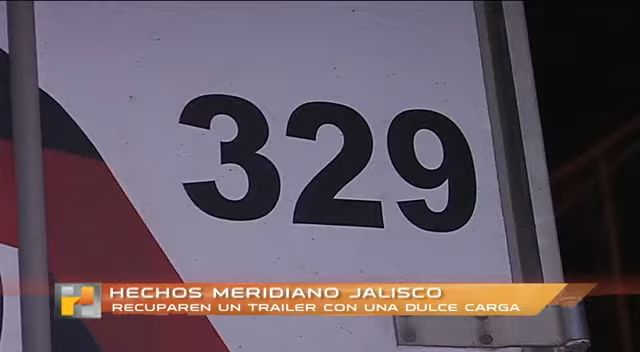 329
HECHOS MERIDIANO JALISCO
RECUPAREN UN TRAILER CON UNA DULCE CARGA